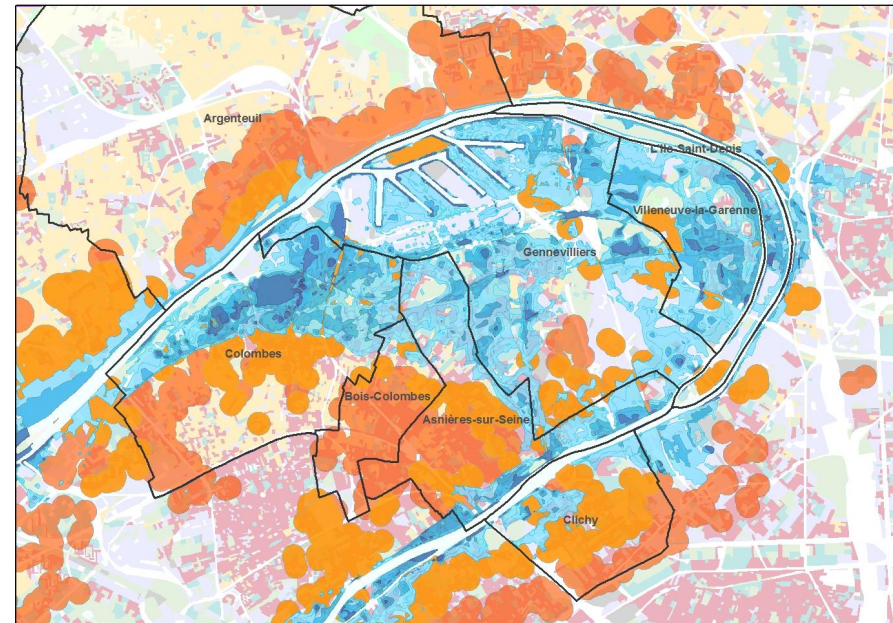 Argenteuil
L'Île-Saint-Denis
Villeneuve-la-Garenne
Gennevilliers
Colombes
Bois-Colombes
Asnières-sur-Seine
Clichy